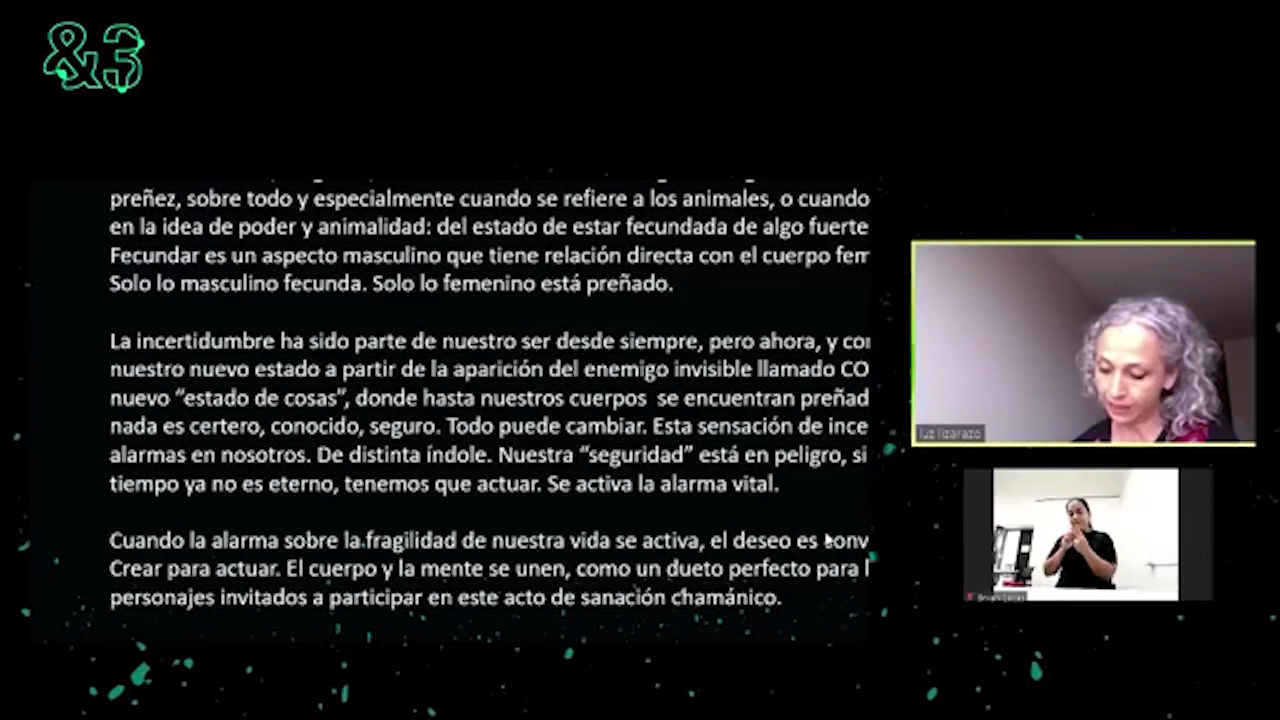 &3
preñez, sobre todo y especialmente cuando se refiere a los animales, o cuando
en la idea de poder y animalidad: del estado de estar fecundada de algo fuerte
Fecundar es un aspecto masculino que tiene relación directa con el cuerpo fem
Solo lo masculino fecunda. Solo lo femenino está preñado.
La incertidumbre ha sido parte de nuestro ser desde siempre, pero ahora, y con
nuestro nuevo estado a partir de la aparición del enemigo invisible llamado CO
nuevo “estado de cosas”, donde hasta nuestros cuerpos se encuentran preñad
nada es certero, conocido, seguro. Todo puede cambiar. Esta sensación de ince
alarmas en nosotros. De distinta índole. Nuestra “seguridad” está en peligro, si
tiempo ya no es eterno, tenemos que actuar. Se activa la alarma vital.
Cuando la alarma sobre la fragilidad de nuestra vida se activa, el deseo es conv
Crear para actuar. El cuerpo y la mente se unen, como un dueto perfecto para l
personajes invitados a participar en este acto de sanación chamánico.
luz lizarazo